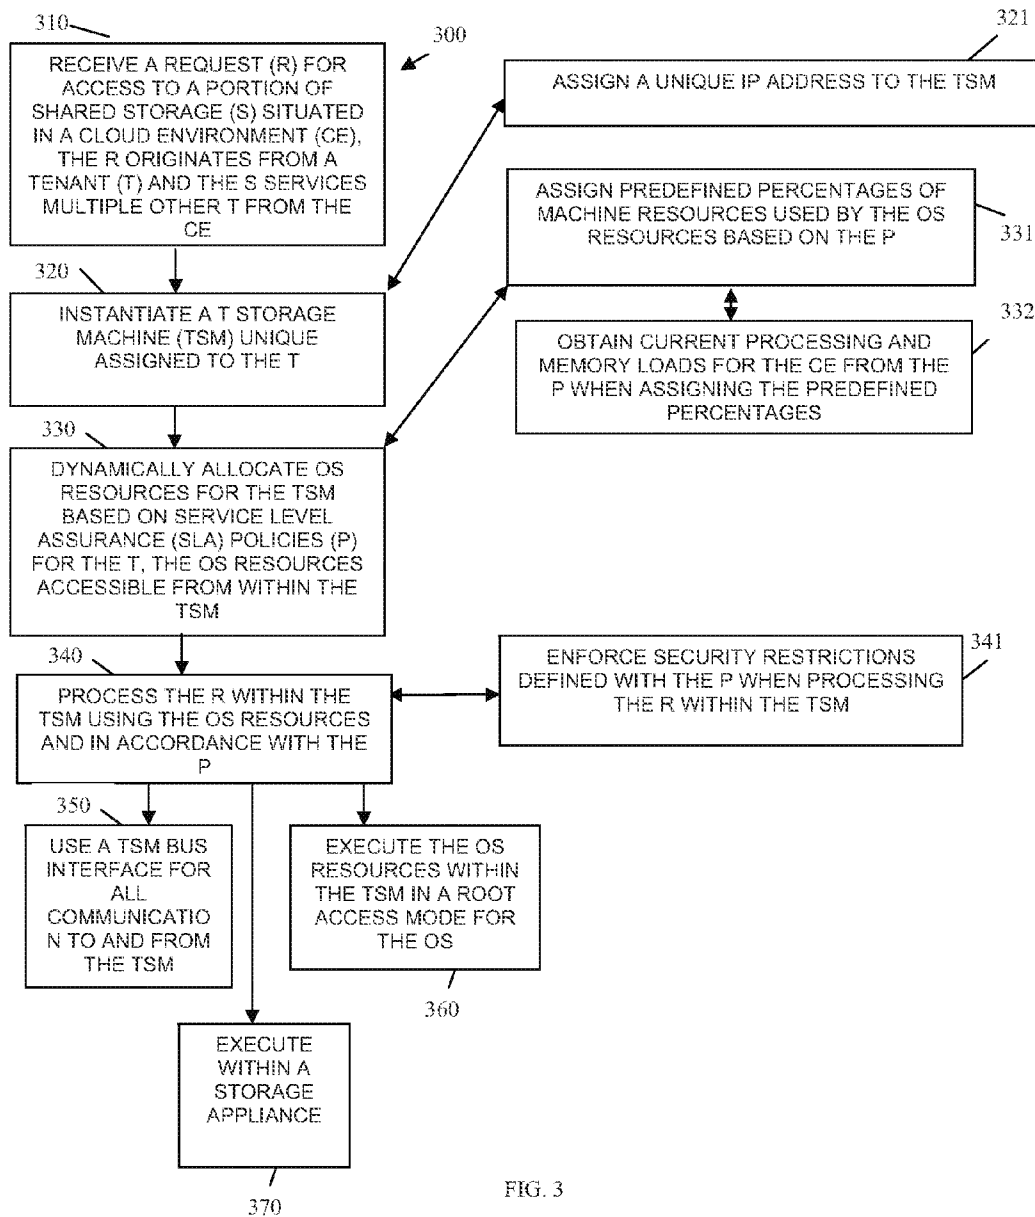 310
RECEIVE A REQUEST (R) FOR
ACCESS TO A PORTION OF
SHARED STORAGE (S) SITUATED
IN A CLOUD ENVIRONMENT (CE),
THE R ORIGINATES FROM A
TENANT (T) AND THE S SERVICES
MULTIPLE OTHER T FROM THE
CE
300
321
ASSIGN A UNIQUE IP ADDRESS TO THE TSM
ASSIGN PREDEFINED PERCENTAGES OF
MACHINE RESOURCES USED BY THE OS
RESOURCES BASED ON THE P
331
320
INSTANTIATE A T STORAGE
MACHINE (TSM) UNIQUE
ASSIGNED TO THE T
332
OBTAIN CURRENT PROCESSING AND
MEMORY LOADS FOR THE CE FROM THE
P WHEN ASSIGNING THE PREDEFINED
PERCENTAGES
330
DYNAMICALLY ALLOCATE OS
RESOURCES FOR THE TSM
BASED ON SERVICE LEVEL
ASSURANCE (SLA) POLICIES (P)
FOR THE T, THE OS RESOURCES
ACCESSIBLE FROM WITHIN THE
TSM
340
PROCESS THE R WITHIN THE
TSM USING THE OS RESOURCES
AND IN ACCORDANCE WITH THE
P
341
ENFORCE SECURITY RESTRICTIONS
DEFINED WITH THE P WHEN PROCESSING
THE R WITHIN THE TSM
350
USE A TSM BUS
INTERFACE FOR
ALL
COMMUNICATIO
N TO AND FROM
THE TSM
EXECUTE THE OS
RESOURCES WITHIN
THE TSM IN A ROOT
ACCESS MODE FOR
THE OS
360
EXECUTE
WITHIN A
STORAGE
APPLIANCE
370
FIG. 3